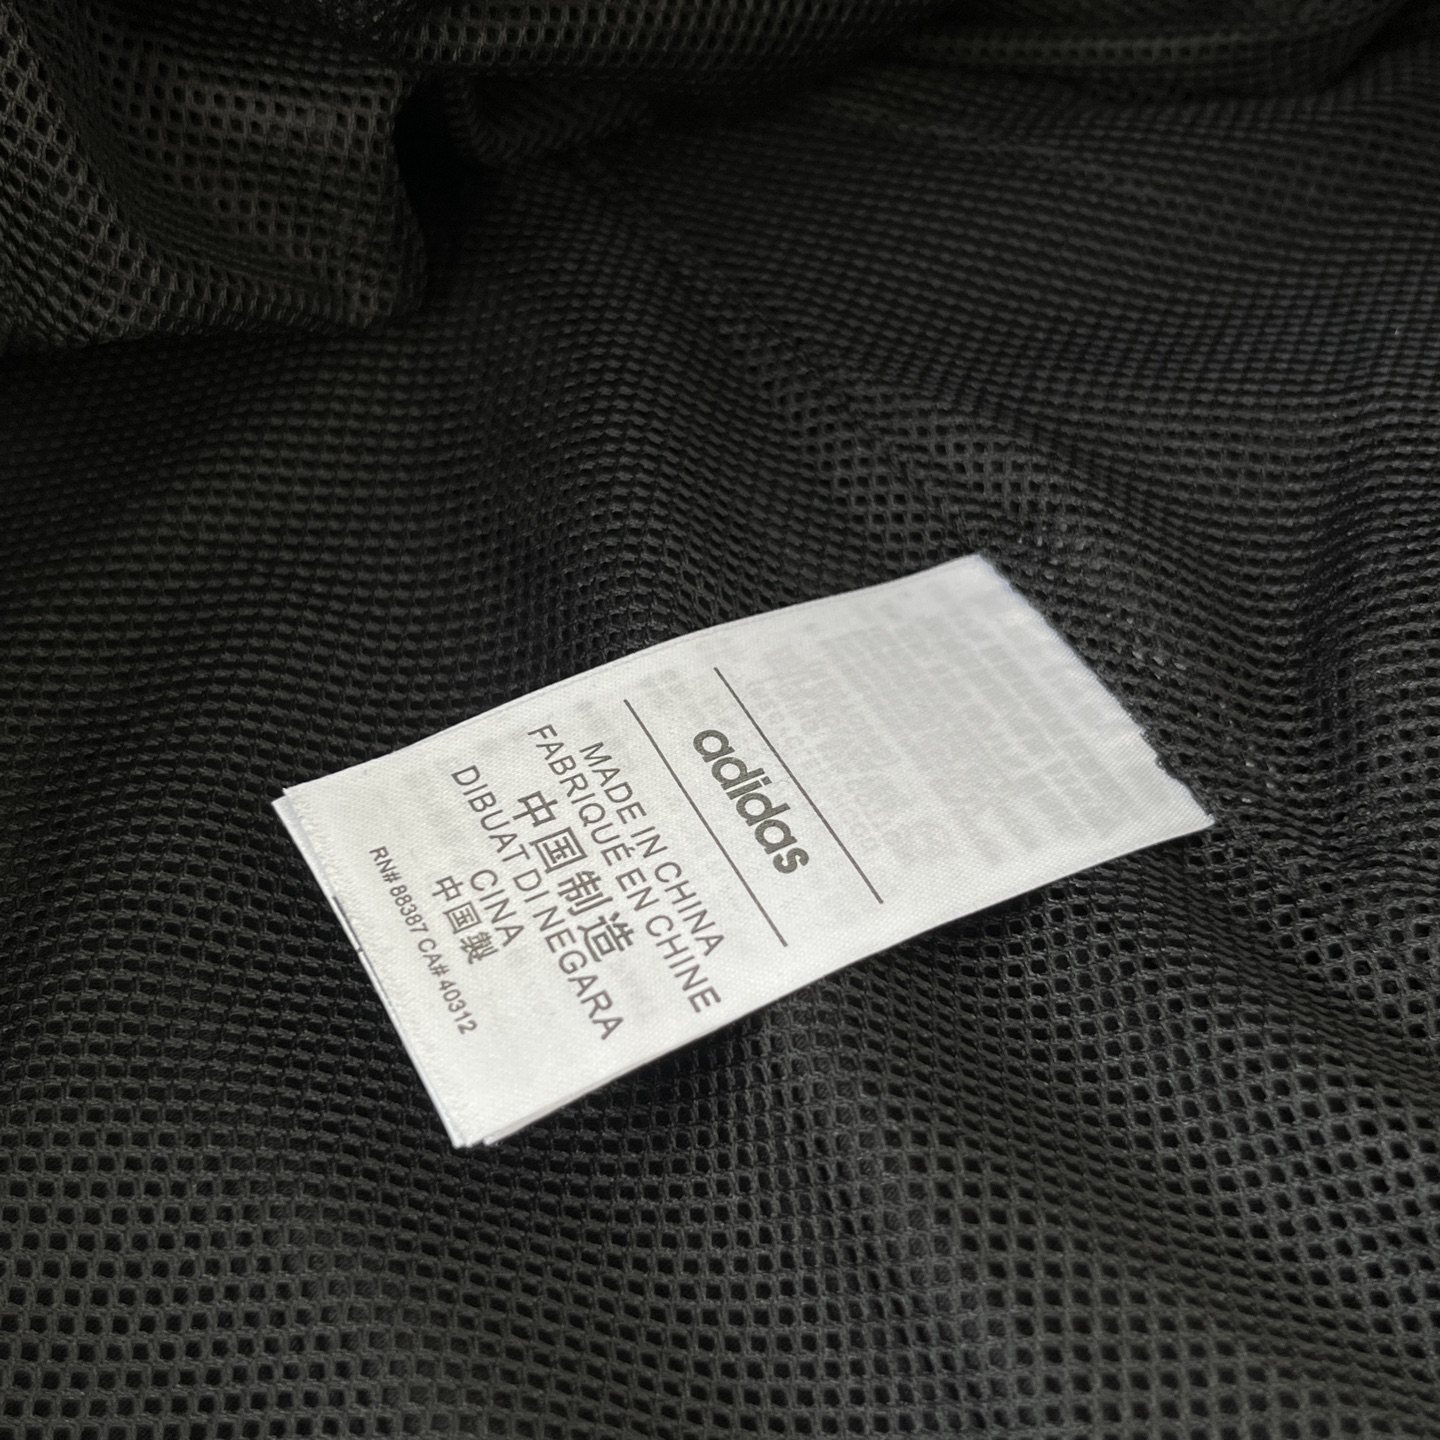 adidas
MADE IN CHINA
FABRIQUÉ EN CHINE
中国制造
DIBUAT DI NEGARA
CINA
中国製
RN# 88387 CA# 40312